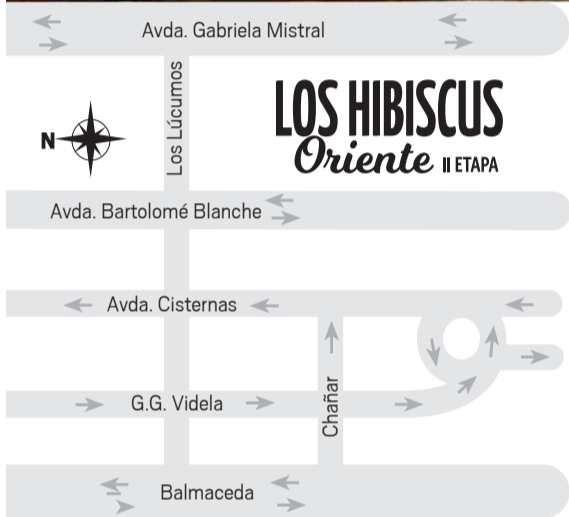 Avda. Gabriela Mistral
Los Lúcumos
LOS HIBISCUS
Oriente II ETAPA
N
Avda. Bartolomé Blanche
Avda. Cisternas
G.G. Videla
Chañar
Balmaceda